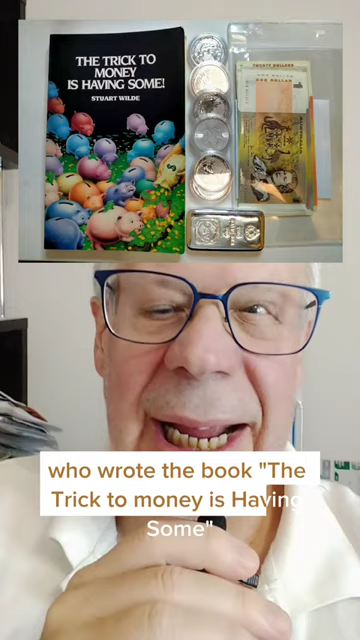 THE TRICK TO
MONEY
IS HAVING SOME!
STUART WILDE
TWENTY DOLLARS
who wrote the book "The
Trick to money is Having
Some"